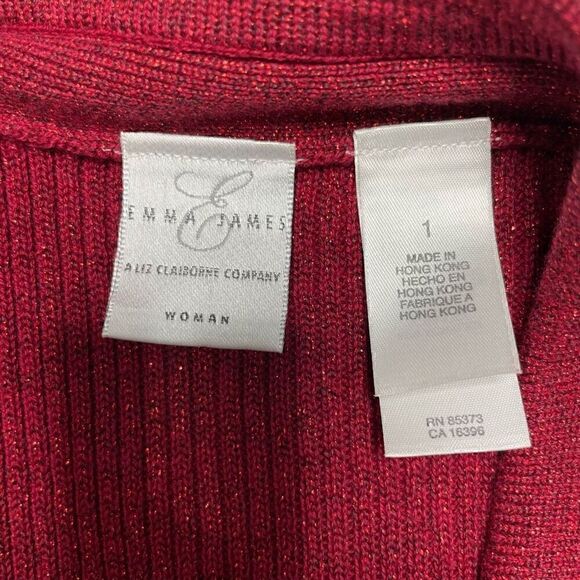 E
EMMA JAMES
A LIZ CLAIBORNE COMPANY
WOMAN
1
MADE IN
HONG KONG
HECHO EN
HONG KONG
FABRIQUE A
HONG KONG
RN 85373
CA 16396